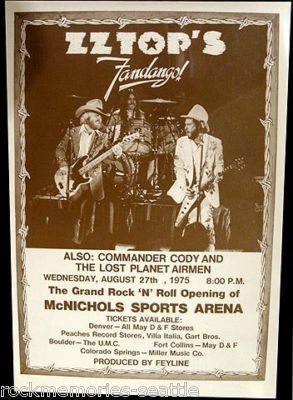 ZZ TOP'S
Fandango!
ALSO: COMMANDER CODY AND
THE LOST PLANET AIRMEN
WEDNESDAY, AUGUST 27th , 1975 8:00 P.M.
The Grand Rock 'N' Roll Opening of
McNICHOLS SPORTS ARENA
TICKETS AVAILABLE:
Denver—All May D & F Stores
Peaches Record Stores, Villa Italia, Gart Bros.
Boulder—The U.M.C. Fort Collins—May D & F
Colorado Springs—Miller Music Co.
PRODUCED BY FEYLINE
rockmemories-seattle